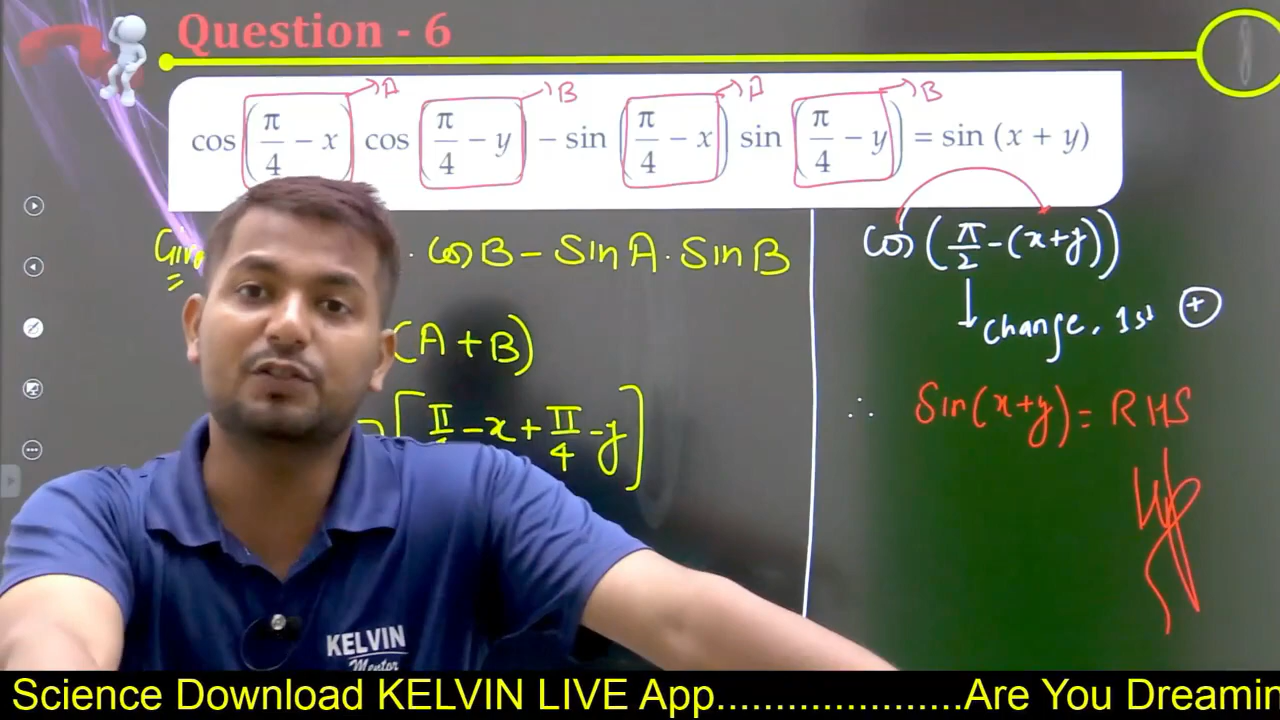 Question - 6
→A →B →A →B
cos (π/4 − x) cos (π/4 − y) − sin (π/4 − x) sin (π/4 − y) = sin (x + y)
· cos B − Sin A · Sin B
(A + B)
[π/4 − x + π/4 − y]
cos (π/2 − (x+y))
↓
change, 1st (+)
∴ Sin(x+y) = RHS
KELVIN
Mentor
Science Download KELVIN LIVE App.....................Are You Dreamin